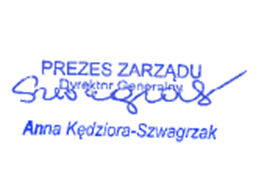 PREZES ZARZĄDU
Dyrektor Generalny
Anna Kędziora-Szwagrzak